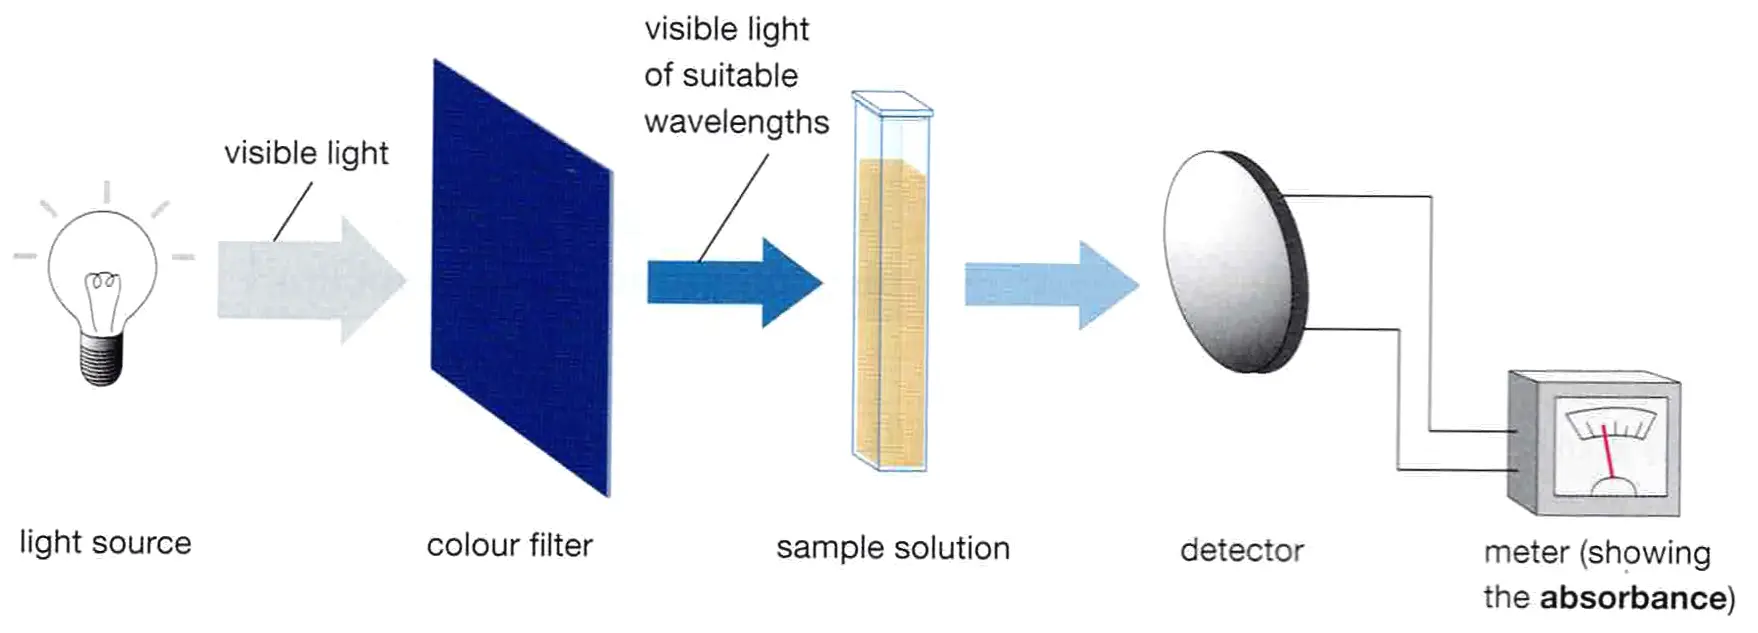 visible light
of suitable
wavelengths
visible light
light source
colour filter
sample solution
detector
meter (showing
the absorbance)